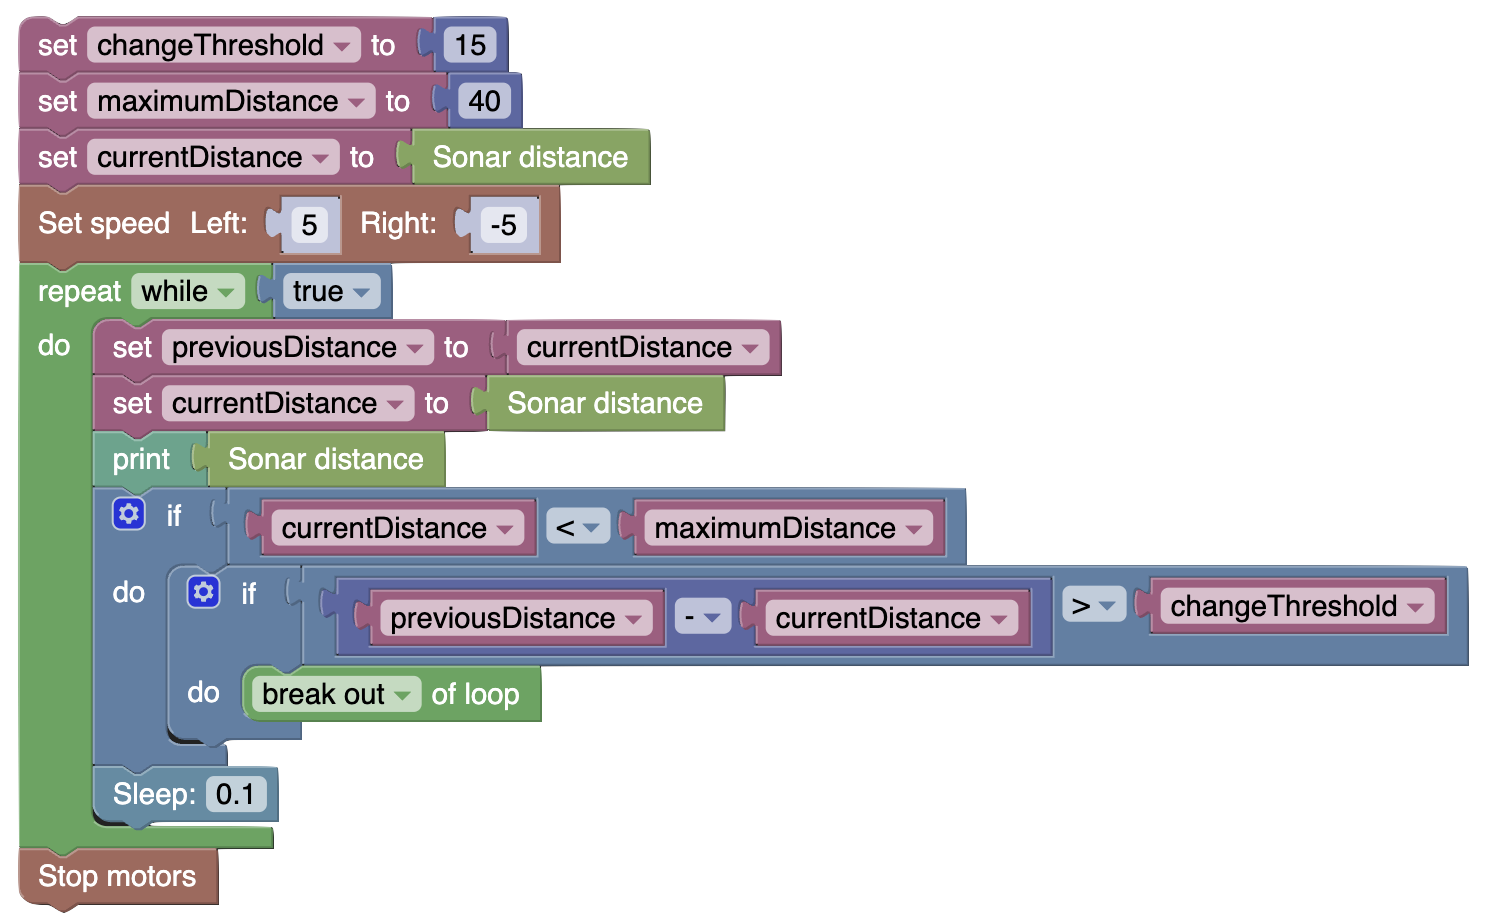 set changeThreshold to 15
set maximumDistance to 40
set currentDistance to Sonar distance
Set speed Left: 5 Right: -5
repeat while true
do set previousDistance to currentDistance
set currentDistance to Sonar distance
print Sonar distance
if currentDistance < maximumDistance
do if previousDistance - currentDistance > changeThreshold
do break out of loop
Sleep: 0.1
Stop motors